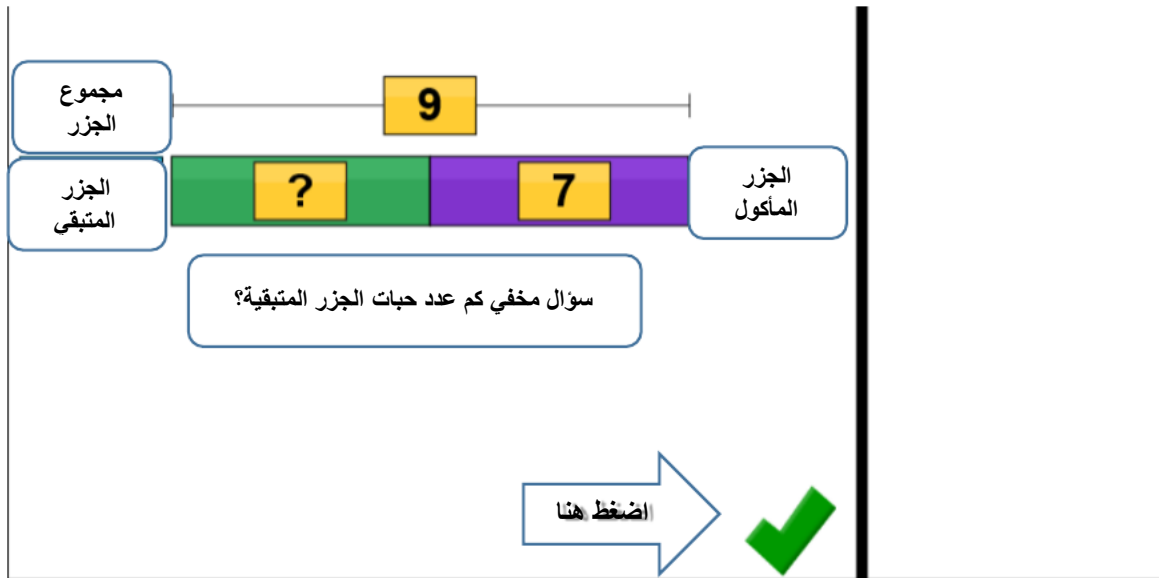 مجموع
الجزر
9
الجزر
المتبقي
?
7
الجزر
المأكول
سؤال مخفي كم عدد حبات الجزر المتبقية؟
اضغط هنا